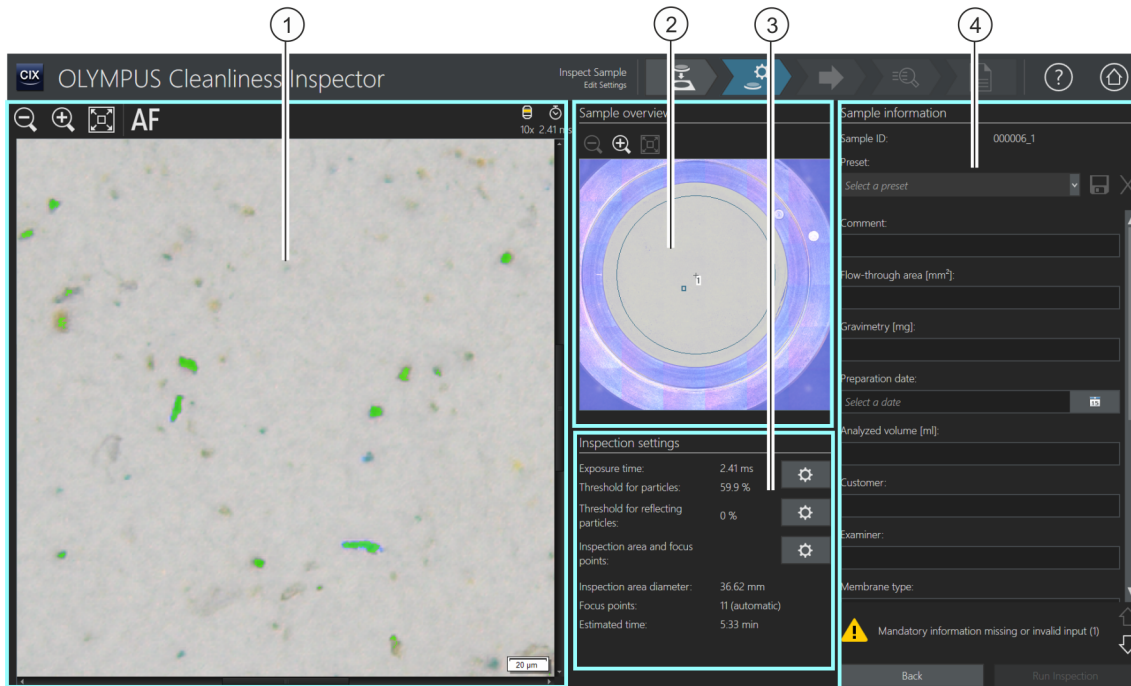 1
2
3
4
CIX
OLYMPUS Cleanliness Inspector
Inspect Sample
Edit Settings
?
AF
10x 2.41 ms
20 µm
Sample overview
1
Inspection settings
Exposure time: 2.41 ms
Threshold for particles: 59.9 %
Threshold for reflecting
particles: 0 %
Inspection area and focus
points:
Inspection area diameter: 36.62 mm
Focus points: 11 (automatic)
Estimated time: 5:33 min
Sample information
Sample ID: 000006_1
Preset:
Select a preset
Comment:
Flow-through area [mm²]:
Gravimetry [mg]:
Preparation date:
Select a date
15
Analyzed volume [ml]:
Customer:
Examiner:
Membrane type:
Mandatory information missing or invalid input (1)
Back
Run Inspection